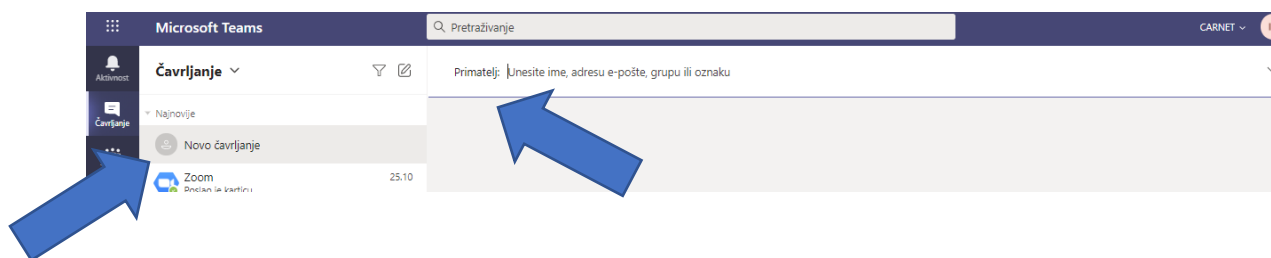 Microsoft Teams
Pretraživanje
CARNET
Aktivnost
Čavrljanje
Primatelj: Unesite ime, adresu e-pošte, grupu ili oznaku
Čavrljanje
Najnovije
Novo čavrljanje
Zoom 25.10
Poslao je karticu